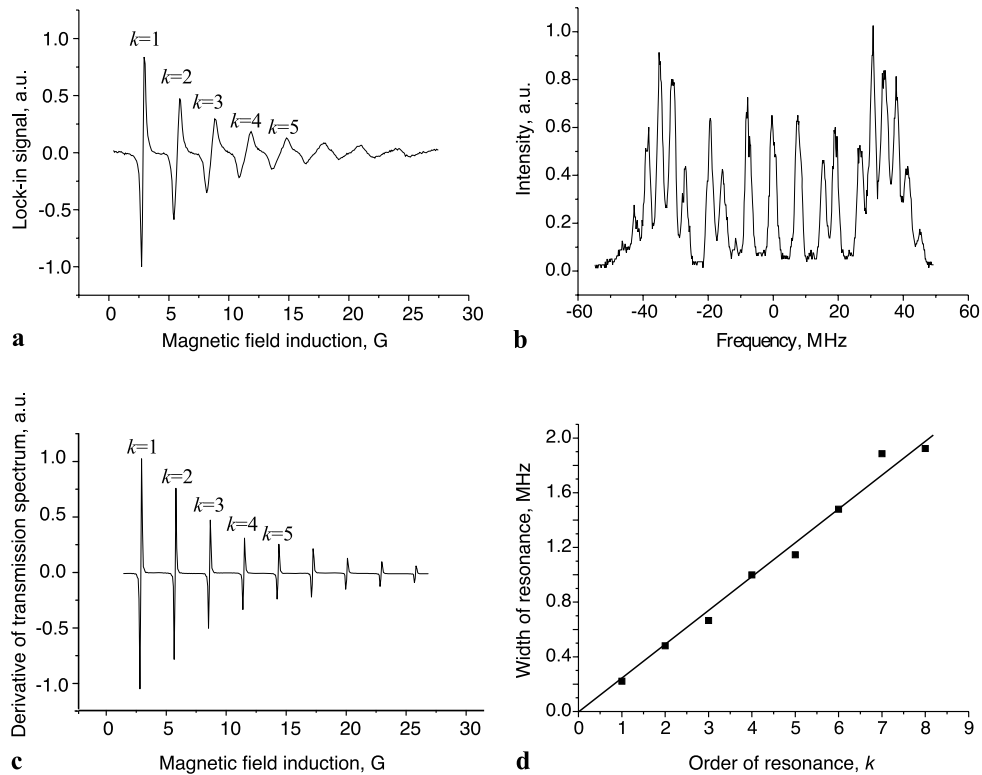 Lock-in signal, a.u.
1.0
0.5
0.0
-0.5
-1.0
k=1
k=2
k=3
k=4
k=5
0 5 10 15 20 25 30
Magnetic field induction, G
a
Intensity, a.u.
1.0
0.8
0.6
0.4
0.2
0.0
-60 -40 -20 0 20 40 60
Frequency, MHz
b
Derivative of transmission spectrum, a.u.
1.0
0.5
0.0
-0.5
-1.0
k=1
k=2
k=3
k=4
k=5
0 5 10 15 20 25 30
Magnetic field induction, G
c
Width of resonance, MHz
2.0
1.6
1.2
0.8
0.4
0.0
0 1 2 3 4 5 6 7 8 9
Order of resonance, k
d